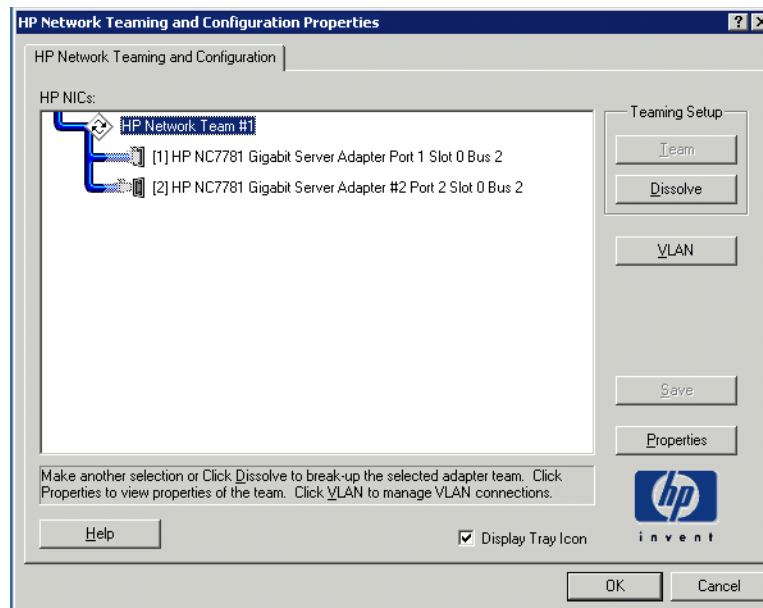 HP Network Teaming and Configuration Properties
HP Network Teaming and Configuration
HP NICs:
HP Network Team #1
[1] HP NC7781 Gigabit Server Adapter Port 1 Slot 0 Bus 2
[2] HP NC7781 Gigabit Server Adapter #2 Port 2 Slot 0 Bus 2
Teaming Setup
Team
Dissolve
VLAN
Save
Properties
Make another selection or Click Dissolve to break-up the selected adapter team. Click
Properties to view properties of the team. Click VLAN to manage VLAN connections.
hp
invent
Help
Display Tray Icon
OK
Cancel